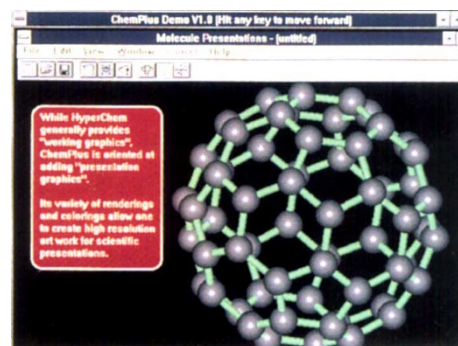 ChemPlus Demo V1.0 [Hit any key to move forward]
Molecule Presentations - [untitled]
File Edit View Window Help
While HyperChem
generally provides
"working graphics",
ChemPlus is oriented at
adding "presentation
graphics".
Its variety of renderings
and colorings allow one
to create high resolution
art work for scientific
presentations.